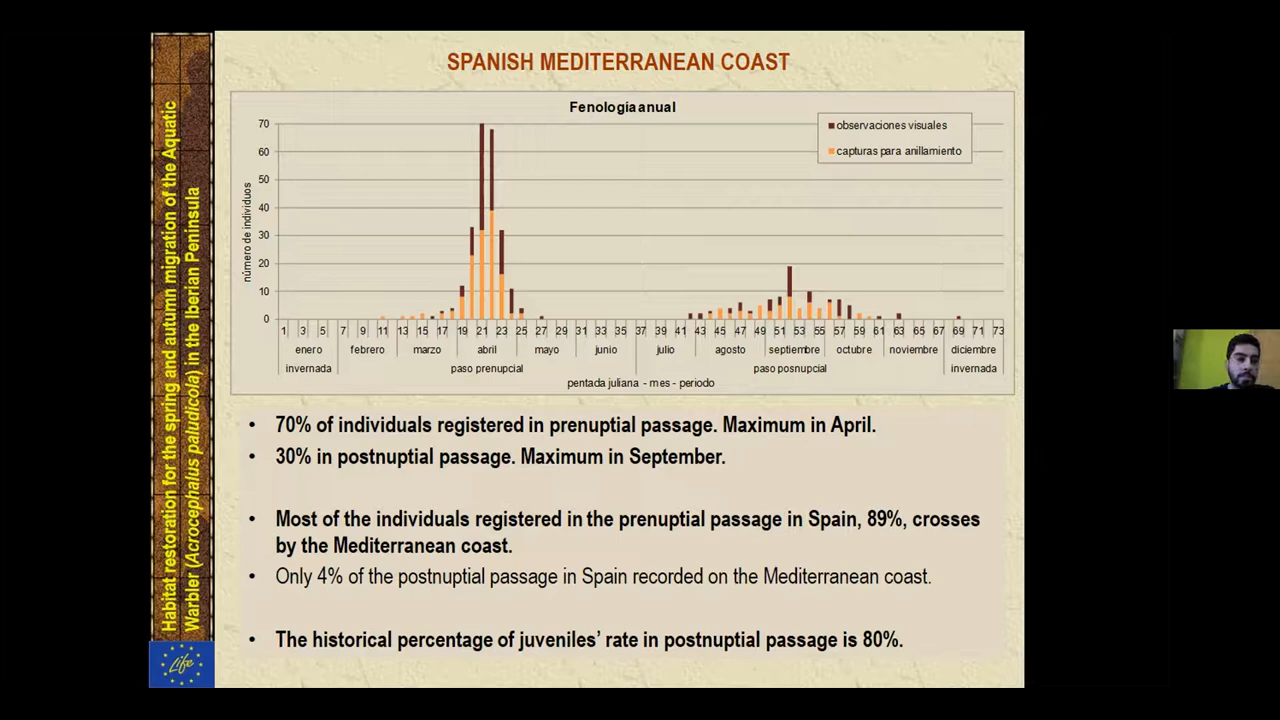 SPANISH MEDITERRANEAN COAST
Fenología anual
observaciones visuales
capturas para anillamiento
número de individuos
70
60
50
40
30
20
10
0
1 3 5 7 9 11 13 15 17 19 21 23 25 27 29 31 33 35 37 39 41 43 45 47 49 51 53 55 57 59 61 63 65 67 69 71 73
enero febrero marzo abril mayo junio julio agosto septiembre octubre noviembre diciembre
invernada paso prenupcial paso posnupcial invernada
pentada juliana - mes - periodo
• 70% of individuals registered in prenuptial passage. Maximum in April.
• 30% in postnuptial passage. Maximum in September.
• Most of the individuals registered in the prenuptial passage in Spain, 89%, crosses
by the Mediterranean coast.
• Only 4% of the postnuptial passage in Spain recorded on the Mediterranean coast.
• The historical percentage of juveniles’ rate in postnuptial passage is 80%.
Habitat restoration for the spring and autumn migration of the Aquatic
Warbler (Acrocephalus paludicola) in the Iberian Peninsula
Life